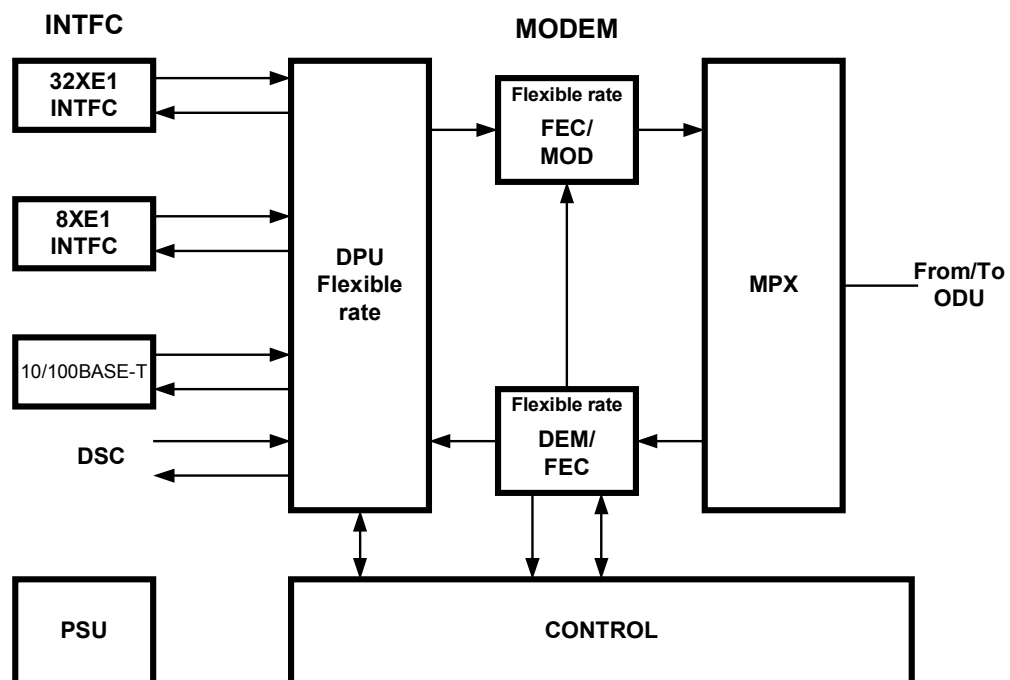 INTFC
MODEM
32XE1
INTFC
8XE1
INTFC
10/100BASE-T
DSC
DPU
Flexible
rate
Flexible rate
FEC/
MOD
Flexible rate
DEM/
FEC
MPX
From/To
ODU
PSU
CONTROL